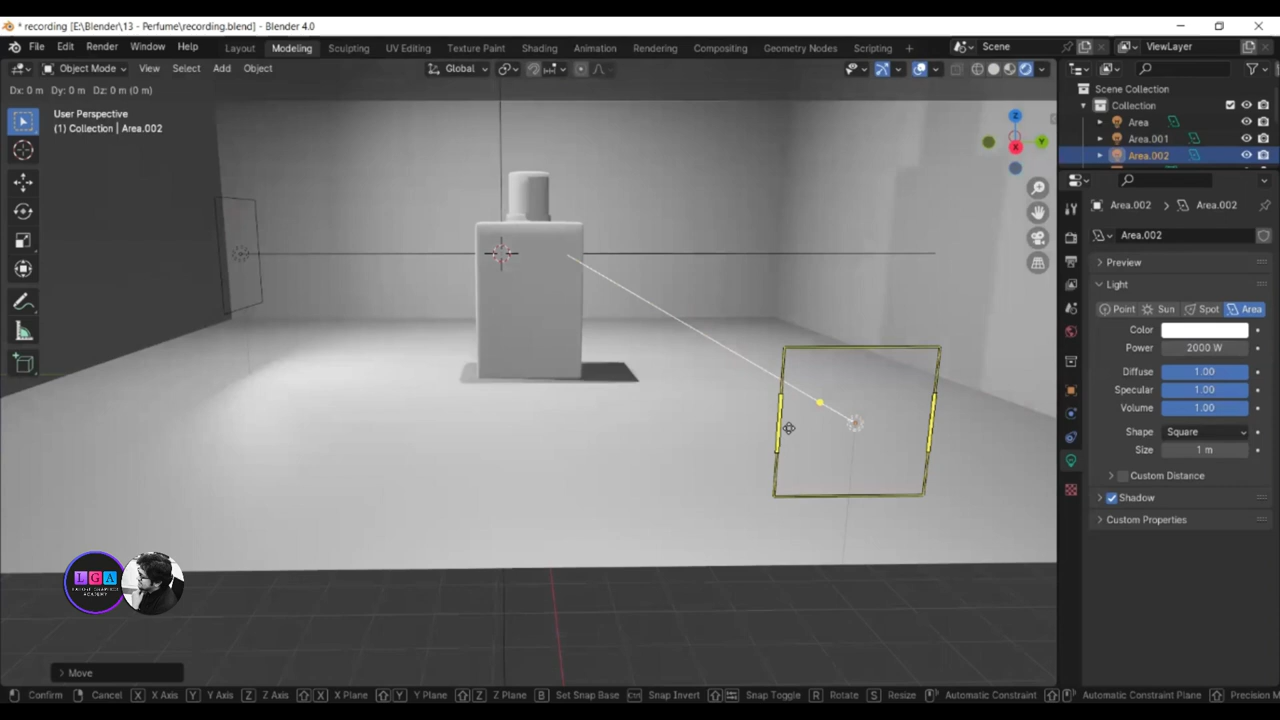 * recording [E:\Blender\13 - Perfume\recording.blend] - Blender 4.0
File Edit Render Window Help Layout Modeling Sculpting UV Editing Texture Paint Shading Animation Rendering Compositing Geometry Nodes Scripting + Scene ViewLayer
Object Mode View Select Add Object Global
Dx: 0 m Dy: 0 m Dz: 0 m (0 m)
User Perspective
(1) Collection | Area.002
Z
Y
X
Scene Collection
Collection
Area
Area.001
Area.002
Area.002 > Area.002
Area.002
Preview
Light
Point Sun Spot Area
Color
Power 2000 W
Diffuse 1.00
Specular 1.00
Volume 1.00
Shape Square
Size 1 m
Custom Distance
Shadow
Custom Properties
LGA
Move
Confirm Cancel X X Axis Y Y Axis Z Z Axis X X Plane Y Y Plane Z Z Plane B Set Snap Base Ctrl Snap Invert Snap Toggle R Rotate S Resize Automatic Constraint Automatic Constraint Plane Precision M